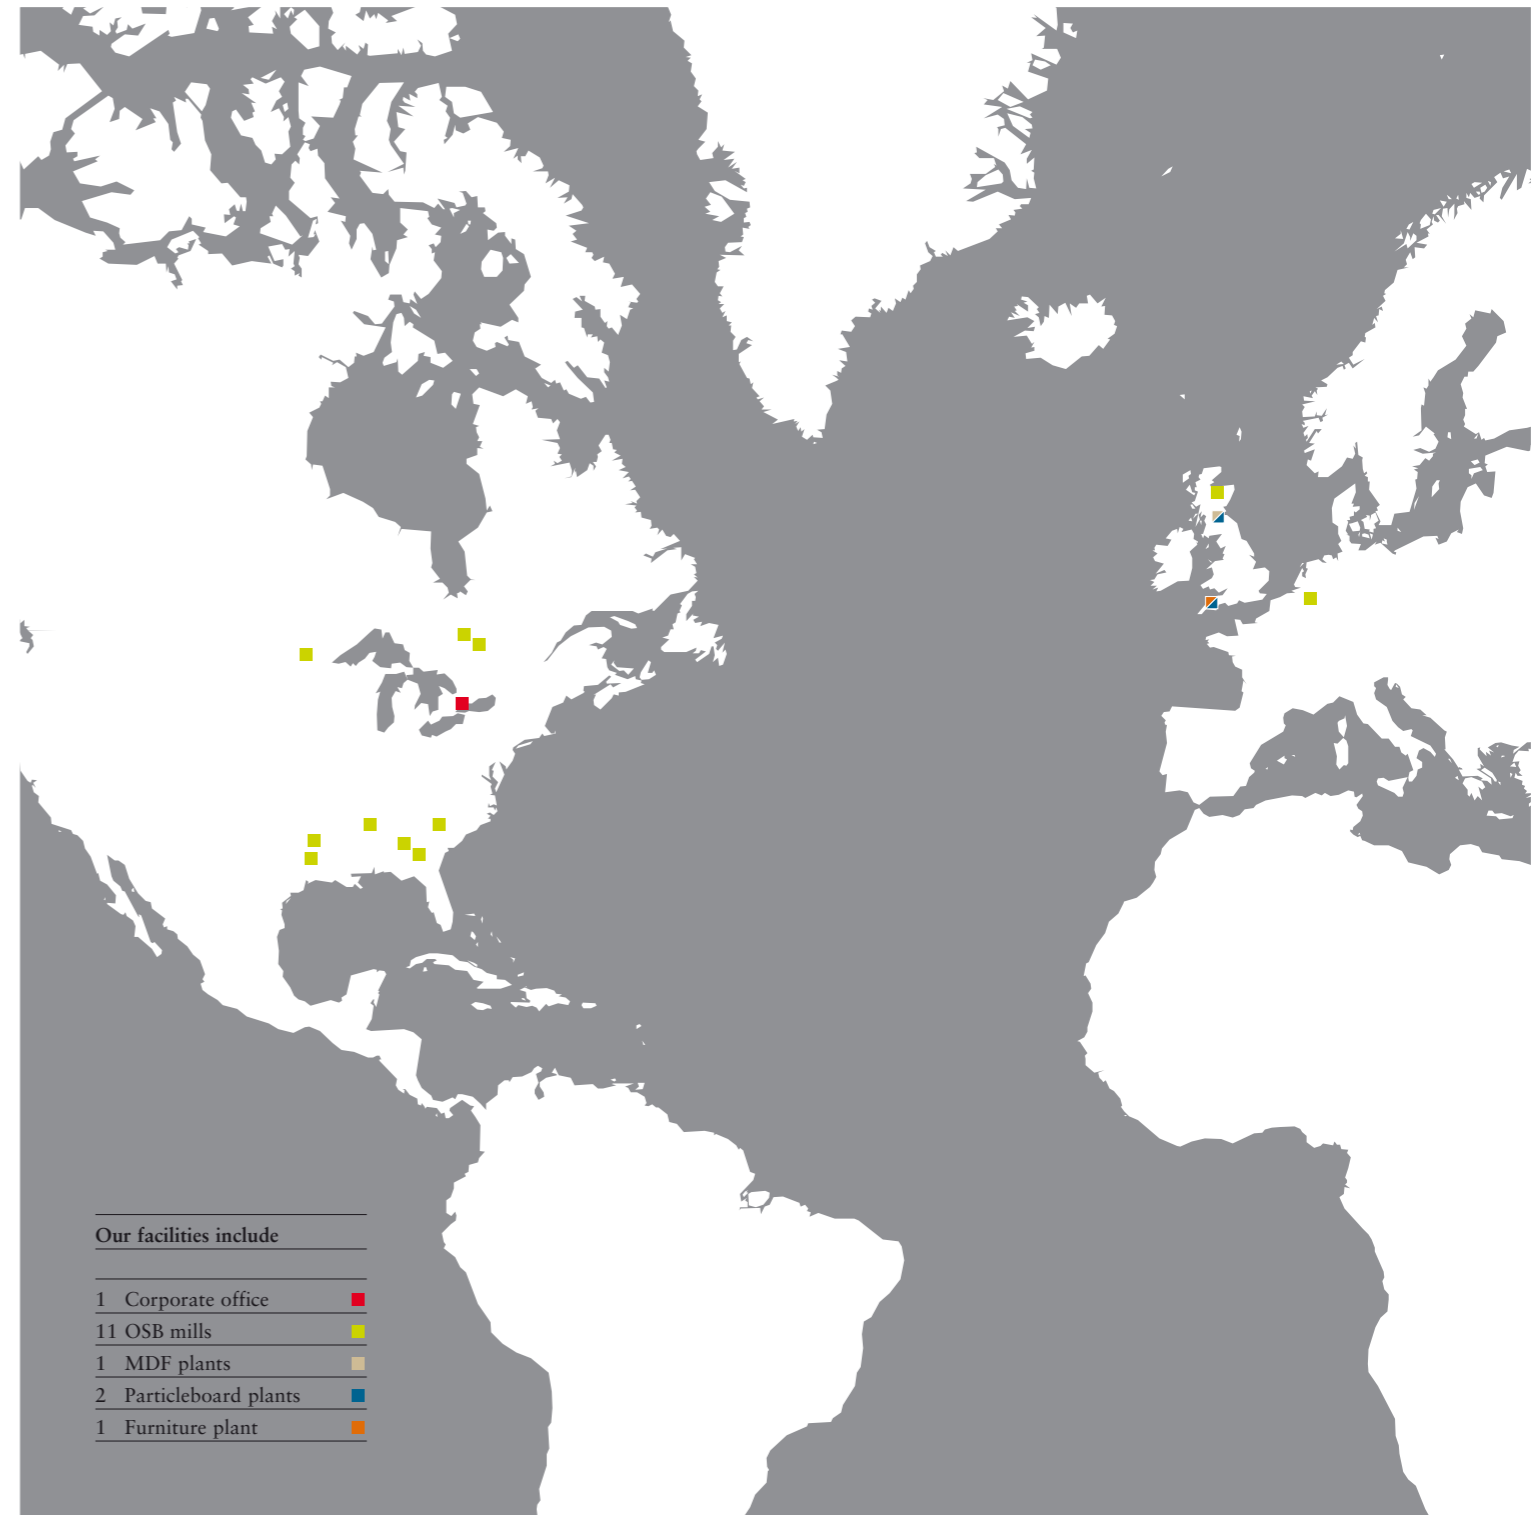 Our facilities include
1 Corporate office
11 OSB mills
1 MDF plants
2 Particleboard plants
1 Furniture plant